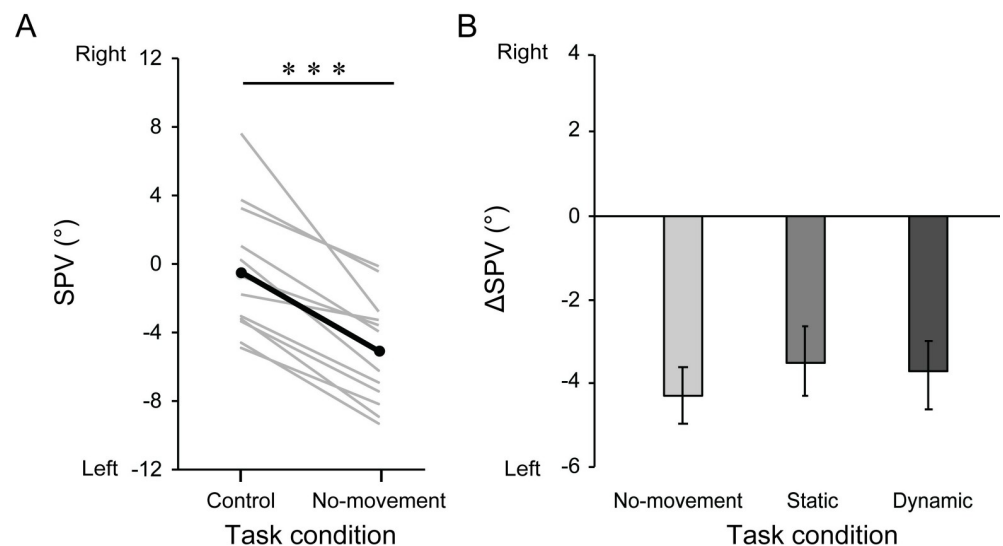 A
Right
12
8
4
0
-4
-8
Left -12
SPV (°)
* * *
Control No-movement
Task condition
B
Right
4
2
0
-2
-4
Left
-6
ΔSPV (°)
No-movement Static Dynamic
Task condition